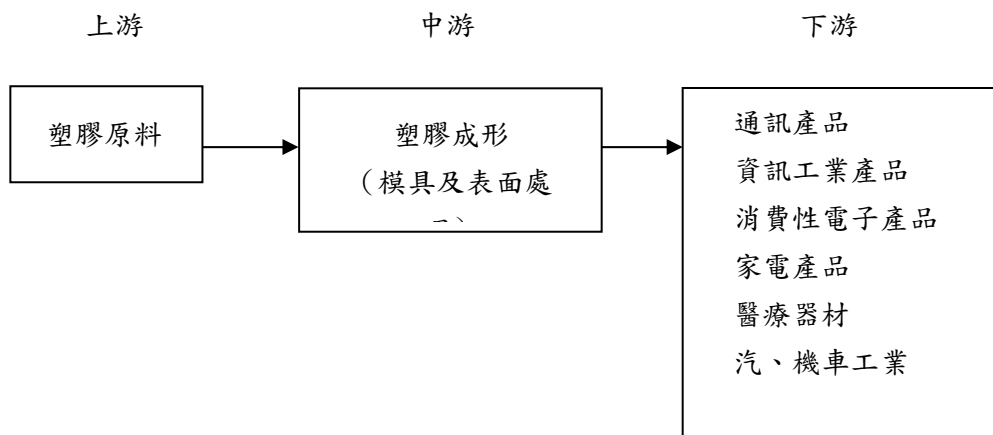 上游
中游
下游
塑膠原料
塑膠成形
（模具及表面處
通訊產品
資訊工業產品
消費性電子產品
家電產品
醫療器材
汽、機車工業